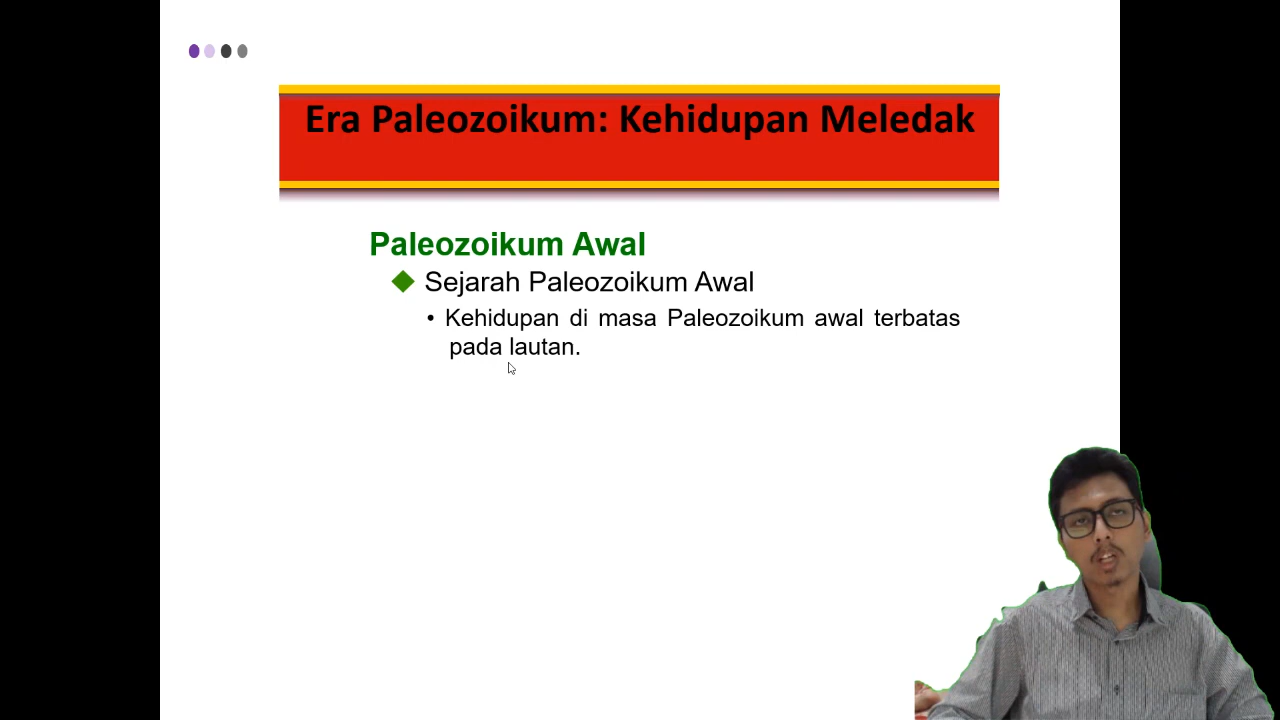 Era Paleozoikum: Kehidupan Meledak
Paleozoikum Awal
Sejarah Paleozoikum Awal
• Kehidupan di masa Paleozoikum awal terbatas
pada lautan.